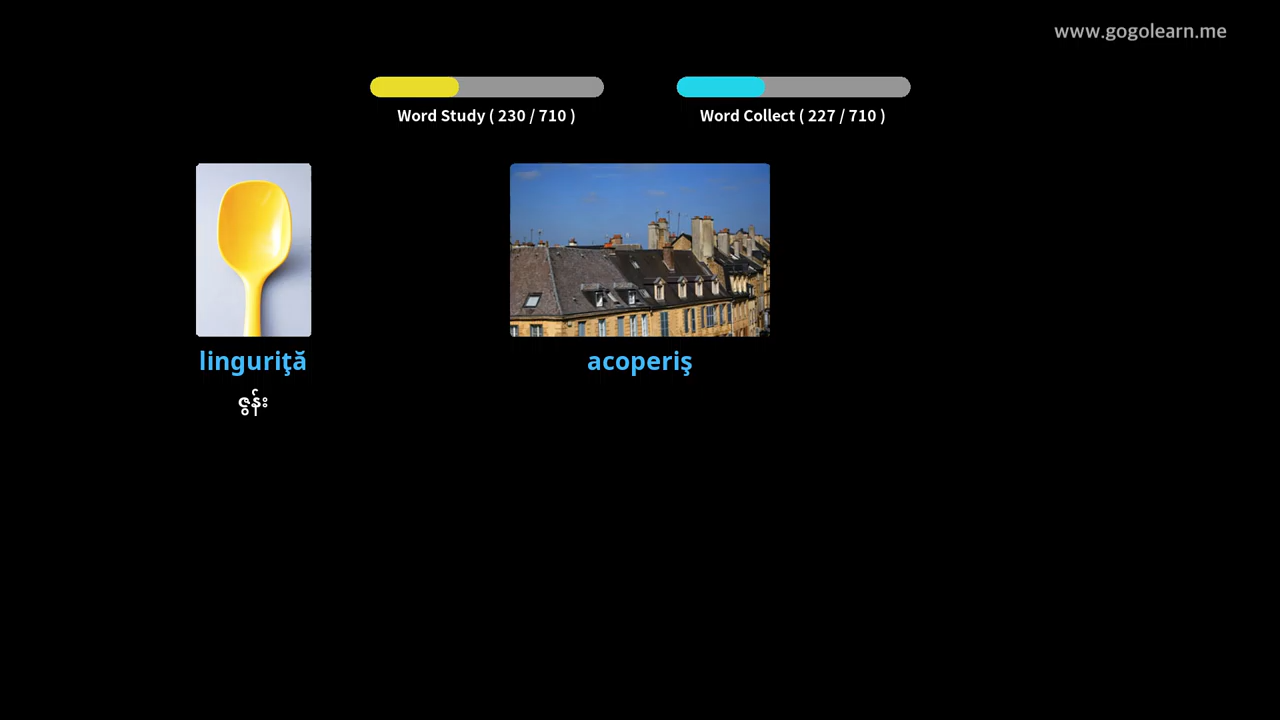 www.gogolearn.me
Word Study ( 230 / 710 )
Word Collect ( 227 / 710 )
linguriţă
acoperiş
ဇွန်း